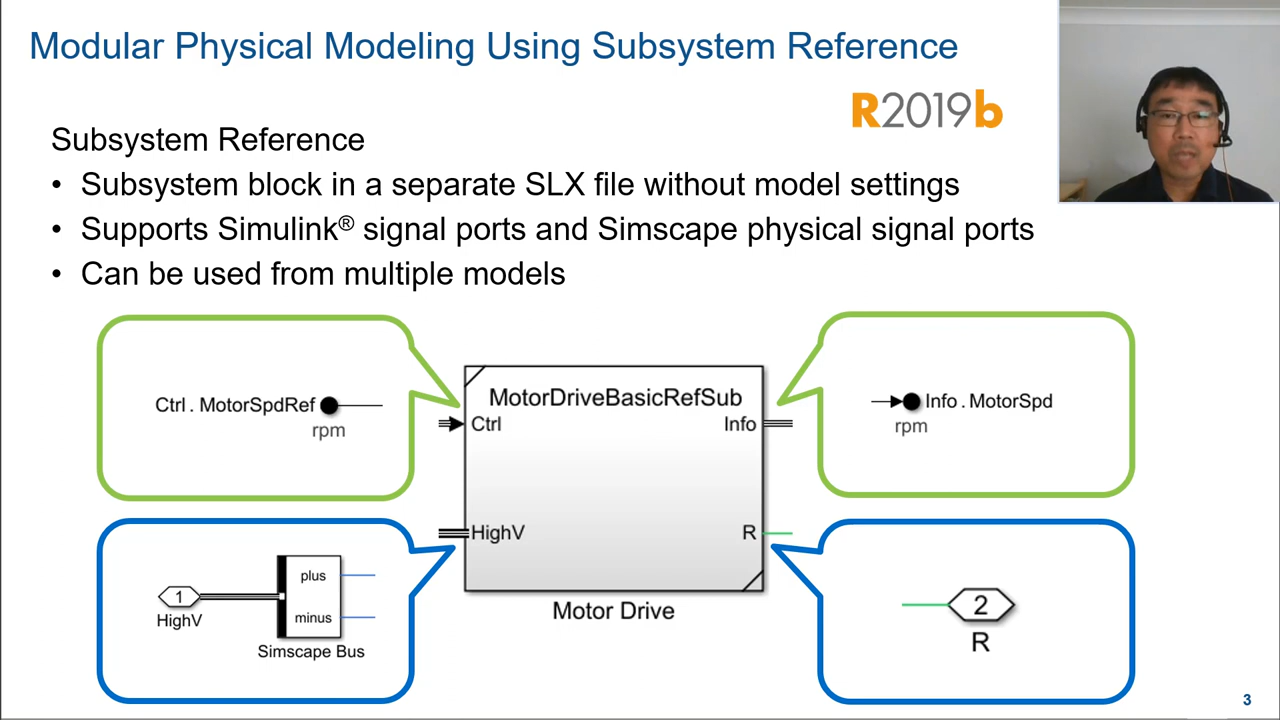 Modular Physical Modeling Using Subsystem Reference
R2019b
Subsystem Reference
• Subsystem block in a separate SLX file without model settings
• Supports Simulink® signal ports and Simscape physical signal ports
• Can be used from multiple models
Ctrl . MotorSpdRef
rpm
MotorDriveBasicRefSub
Ctrl
Info
HighV
R
Motor Drive
Info . MotorSpd
rpm
1
HighV
plus
minus
Simscape Bus
2
R
3